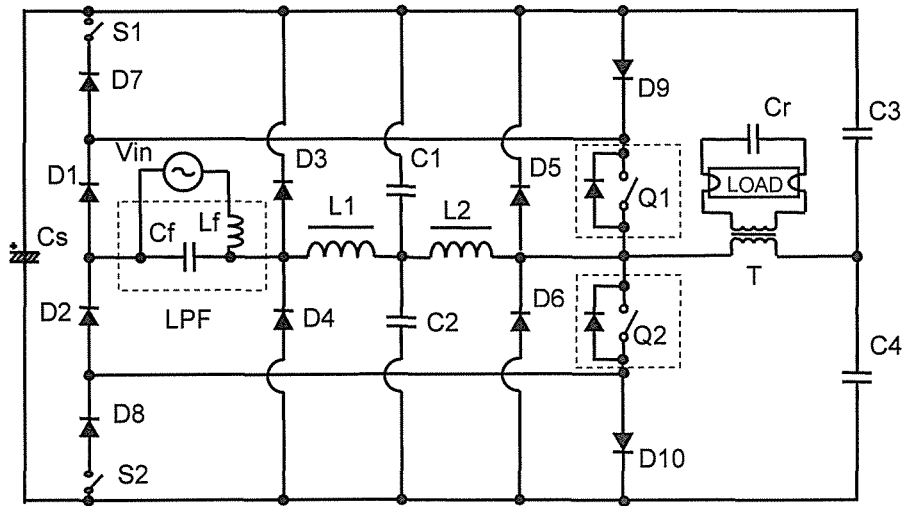 S1
D7
D9
C3
Vin
Cr
D1
D3
C1
D5
LOAD
Q1
L1
L2
Cf
Lf
Cs
LPF
T
D2
D4
C2
D6
Q2
C4
D8
D10
S2
+